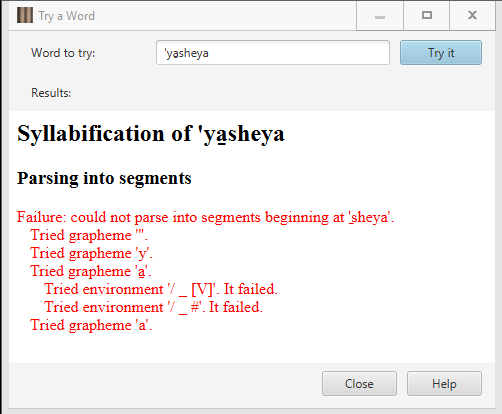 Try a Word
Word to try:
'ya̱sheya
Try it
Results:
Syllabification of 'ya̱sheya
Parsing into segments
Failure: could not parse into segments beginning at '̱sheya'.
Tried grapheme '''.
Tried grapheme 'y'.
Tried grapheme 'a̱'.
Tried environment '/ _ [V]'. It failed.
Tried environment '/ _ #'. It failed.
Tried grapheme 'a'.
Close
Help